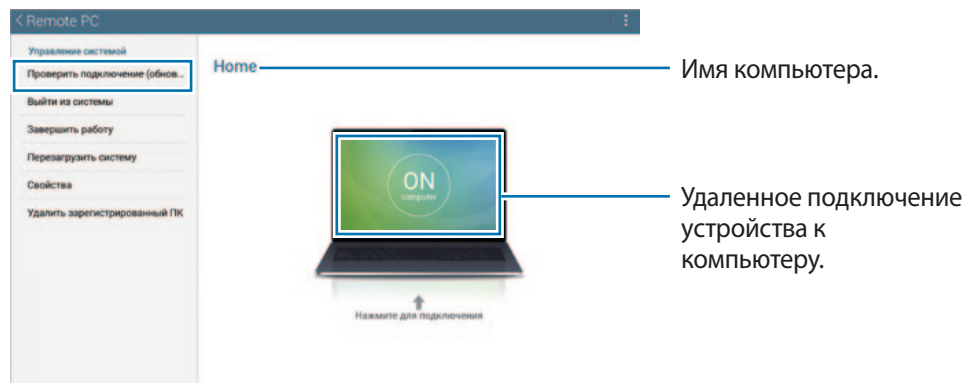 < Remote PC
Управление системой
Проверить подключение (обнов...
Выйти из системы
Завершить работу
Перезагрузить систему
Свойства
Удалить зарегистрированный ПК
Home
ON
computer
Нажмите для подключения
Имя компьютера.
Удаленное подключение
устройства к
компьютеру.